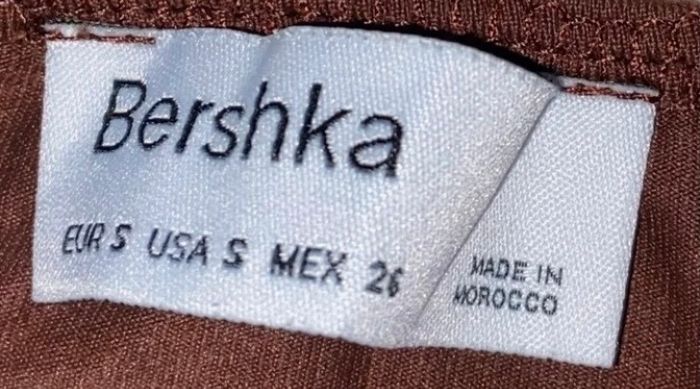 Bershka
EUR S USA S MEX 26
MADE IN
MOROCCO